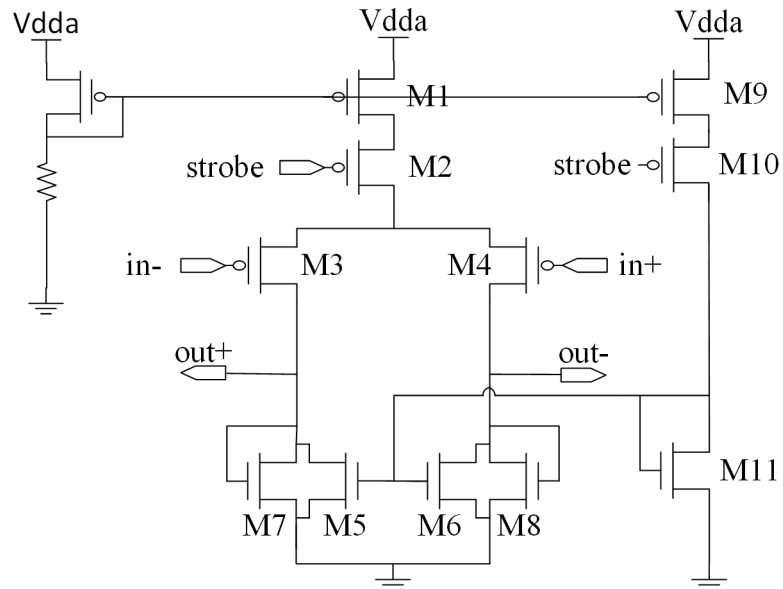 Vdda
Vdda
Vdda
M1
M9
strobe
M2
strobe
M10
in-
M3
M4
in+
out+
out-
M7
M5
M6
M8
M11